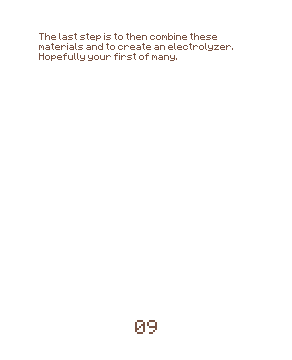 The last step is to then combine these
materials and to create an electrolyzer.
Hopefully your first of many.
09